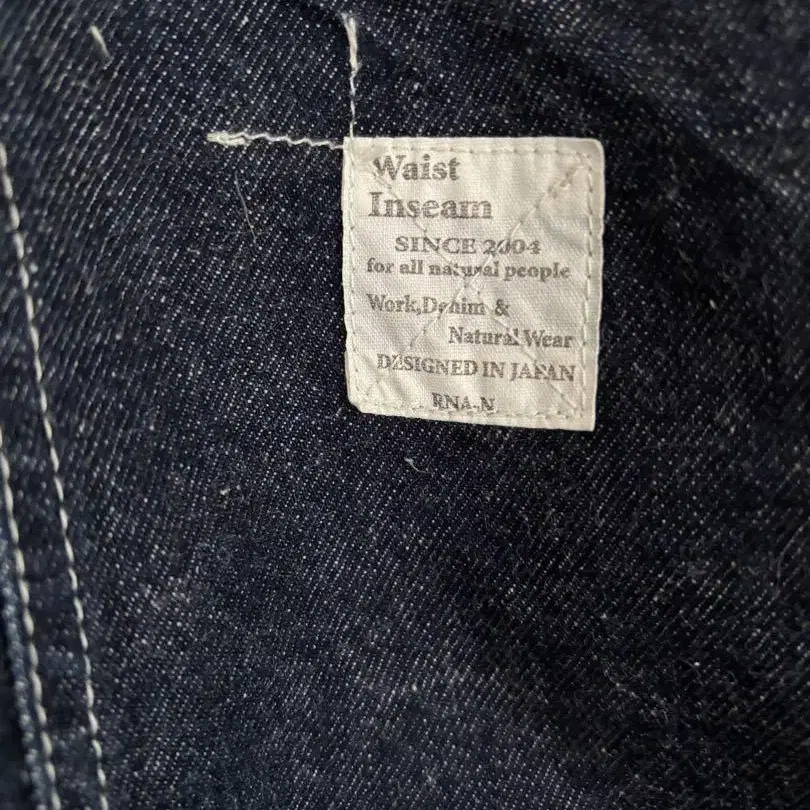 Waist
Inseam
SINCE 2004
for all natural people
Work,Denim &
Natural Wear
DESIGNED IN JAPAN
RNA-N